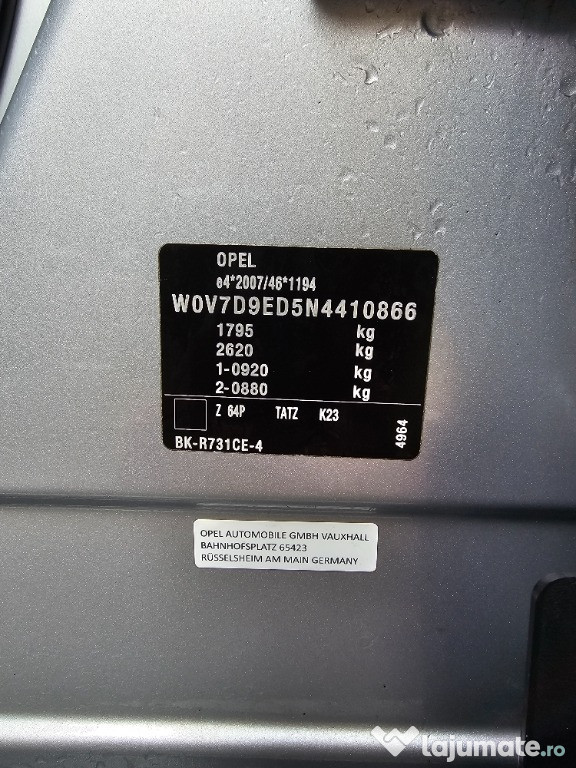 OPEL
e4*2007/46*1194
W0V7D9ED5N4410866
1795 kg
2620 kg
1-0920 kg
2-0880 kg
Z 64P TATZ K23
BK-R731CE-4
4964
OPEL AUTOMOBILE GMBH VAUXHALL
BAHNHOFSPLATZ 65423
RÜSSELSHEIM AM MAIN GERMANY
lajumate.ro